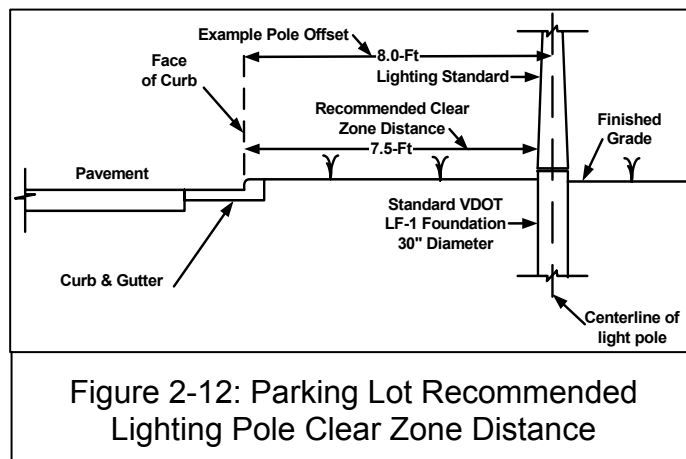 Example Pole Offset
8.0-Ft
Face
of Curb
Lighting Standard
Recommended Clear
Zone Distance
7.5-Ft
Finished
Grade
Pavement
Standard VDOT
LF-1 Foundation
30" Diameter
Curb & Gutter
Centerline of
light pole
Figure 2-12: Parking Lot Recommended
Lighting Pole Clear Zone Distance